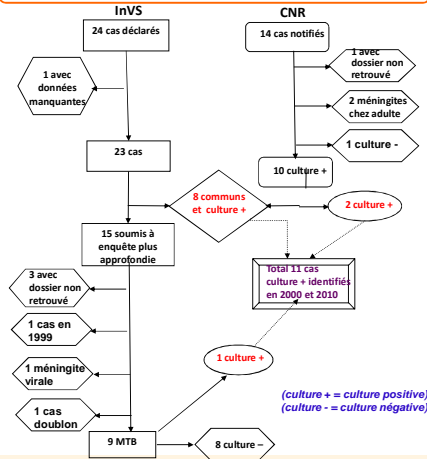 InVS
CNR
24 cas déclarés
14 cas notifiés
1 avec
données
manquantes
1 avec
dossier non
retrouvé
2 méningites
chez adulte
1 culture -
23 cas
10 culture +
8 communs
et culture +
2 culture +
15 soumis à
enquête plus
approfondie
Total 11 cas
culture + identifiés
en 2000 et 2010
3 avec
dossier non
retrouvé
1 cas en
1999
1 méningite
virale
1 cas
doublon
1 culture +
(culture + = culture positive)
(culture - = culture négative)
9 MTB
8 culture –